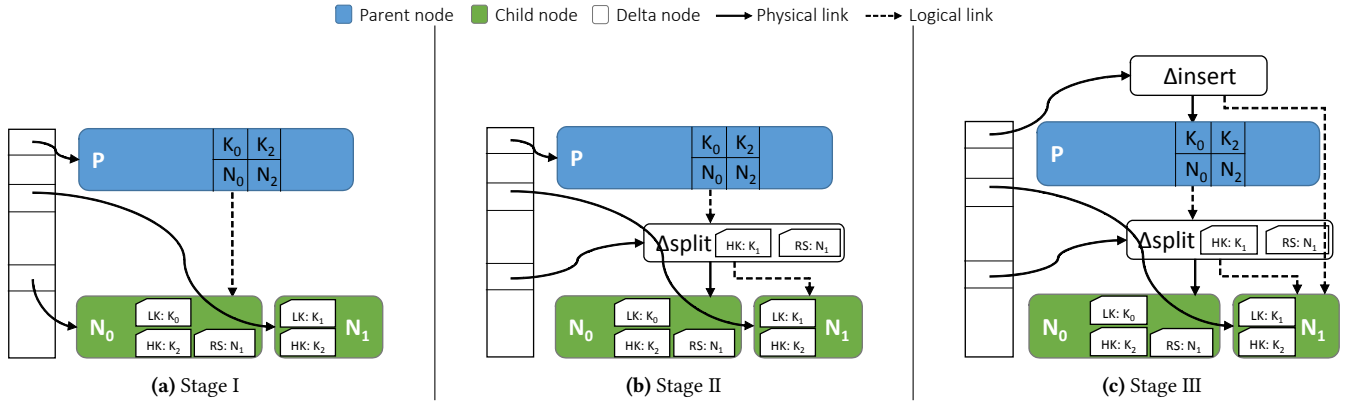 Parent node Child node Delta node Physical link Logical link
P K0 K2
N0 N2
N0 LK: K0
HK: K2 RS: N1
LK: K1 N1
HK: K2
(a) Stage I
P K0 K2
N0 N2
Δsplit HK: K1 RS: N1
N0 LK: K0
HK: K2 RS: N1
LK: K1 N1
HK: K2
(b) Stage II
Δinsert
P K0 K2
N0 N2
Δsplit HK: K1 RS: N1
N0 LK: K0
HK: K2 RS: N1
LK: K1 N1
HK: K2
(c) Stage III